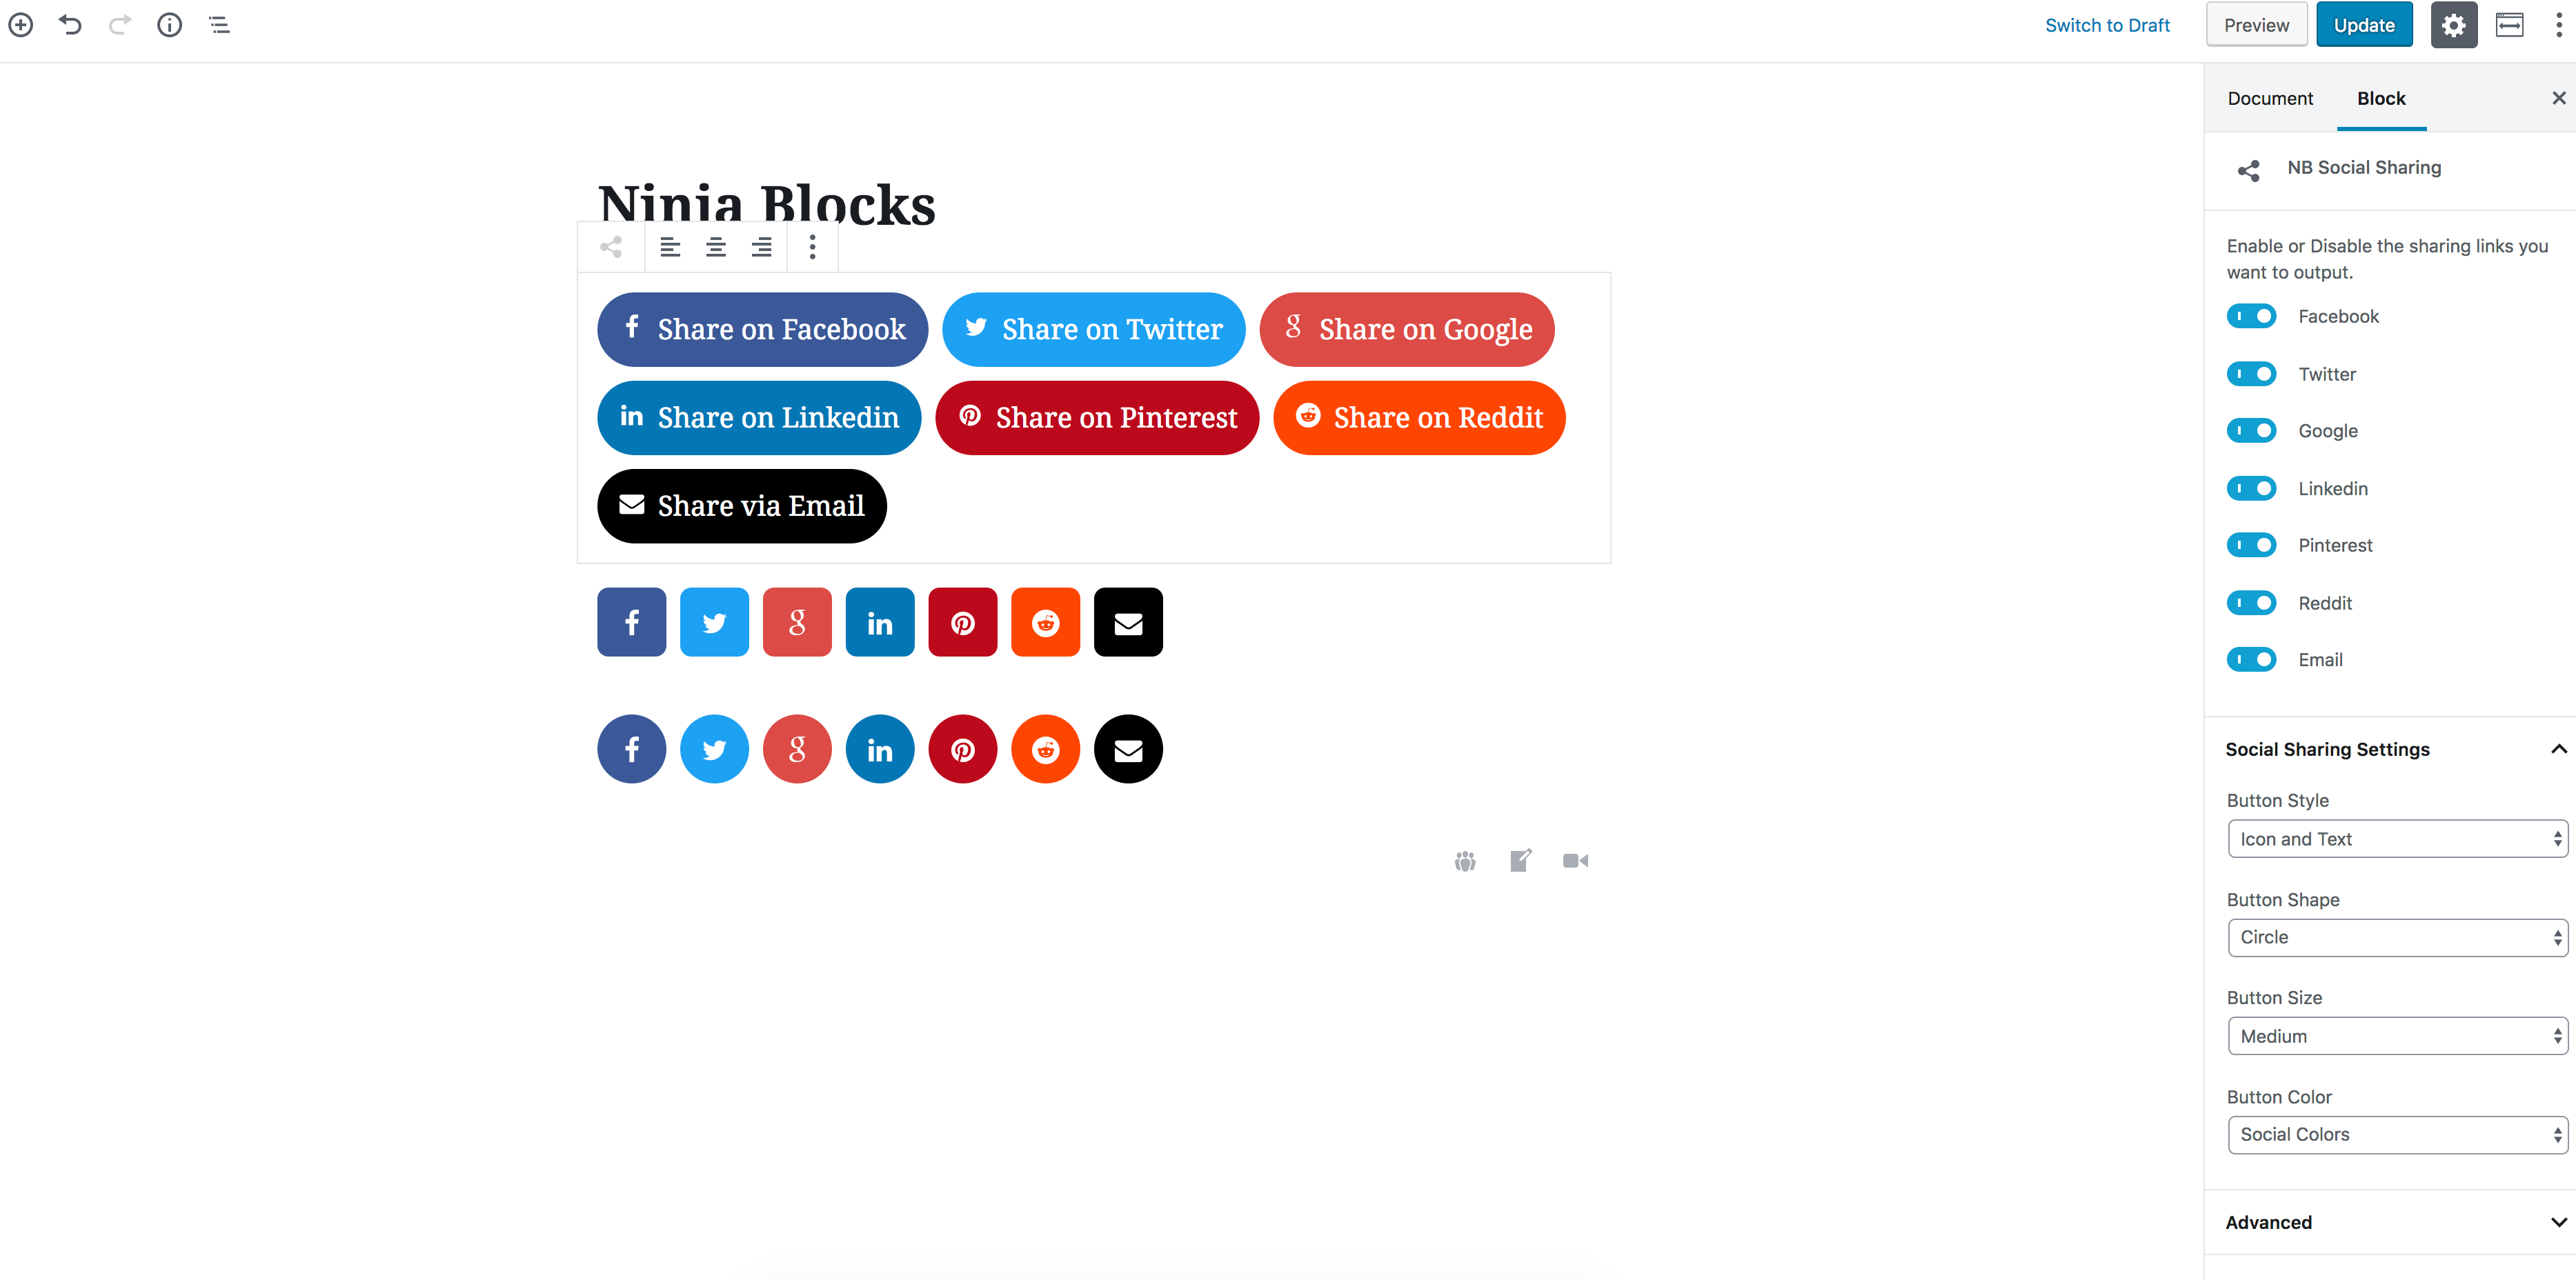 Switch to Draft
Preview
Update
Document
Block
NB Social Sharing
Ninja Blocks
Enable or Disable the sharing links you
want to output.
Share on Facebook
Share on Twitter
Share on Google
Share on Linkedin
Share on Pinterest
Share on Reddit
Share via Email
Facebook
Twitter
Google
Linkedin
Pinterest
Reddit
Email
Social Sharing Settings
Button Style
Icon and Text
Button Shape
Circle
Button Size
Medium
Button Color
Social Colors
Advanced